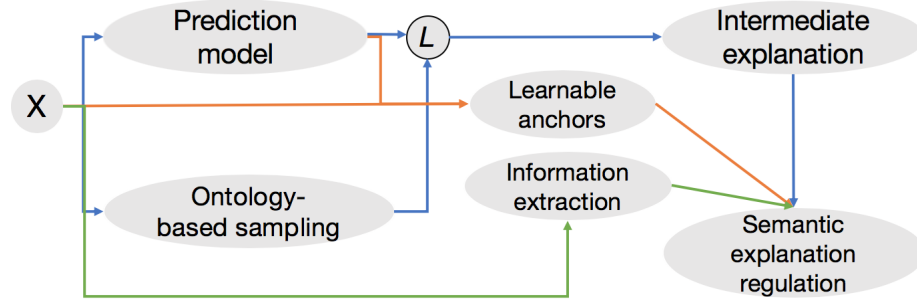 Prediction
model
L
Intermediate
explanation
X
Learnable
anchors
Ontology-
based sampling
Information
extraction
Semantic
explanation
regulation